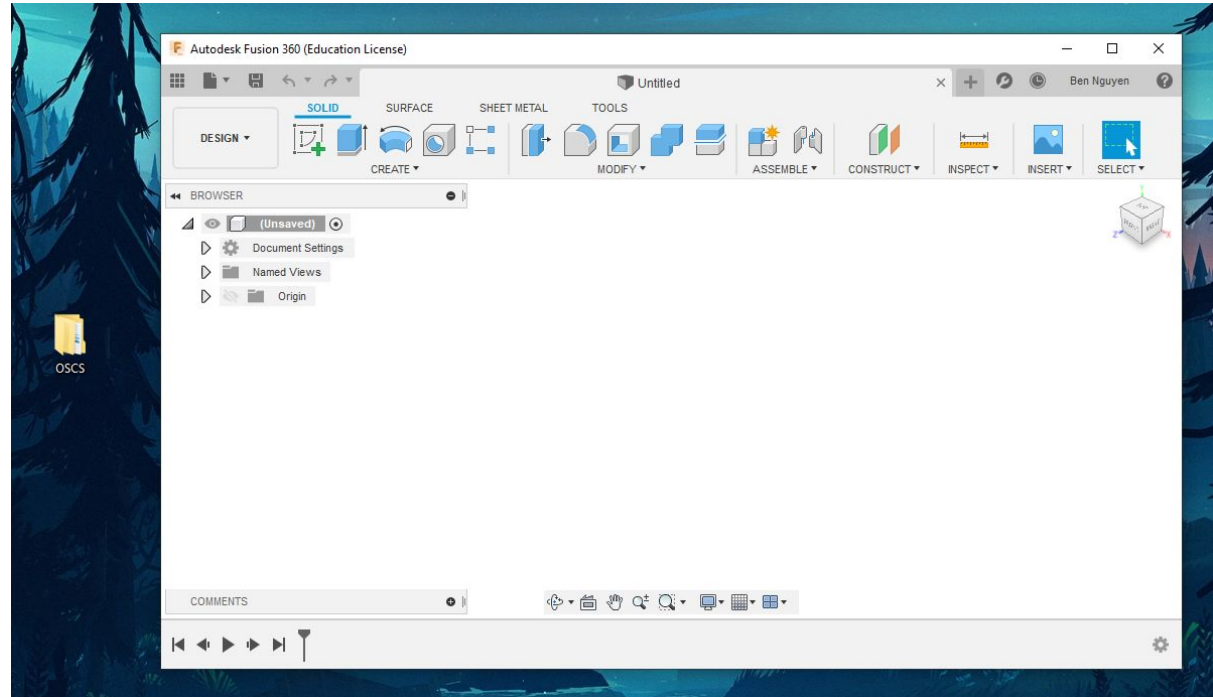 Autodesk Fusion 360 (Education License)
Untitled
Ben Nguyen
SOLID SURFACE SHEET METAL TOOLS
DESIGN
CREATE MODIFY ASSEMBLE CONSTRUCT INSPECT INSERT SELECT
BROWSER
(Unsaved)
Document Settings
Named Views
Origin
OSCS
COMMENTS